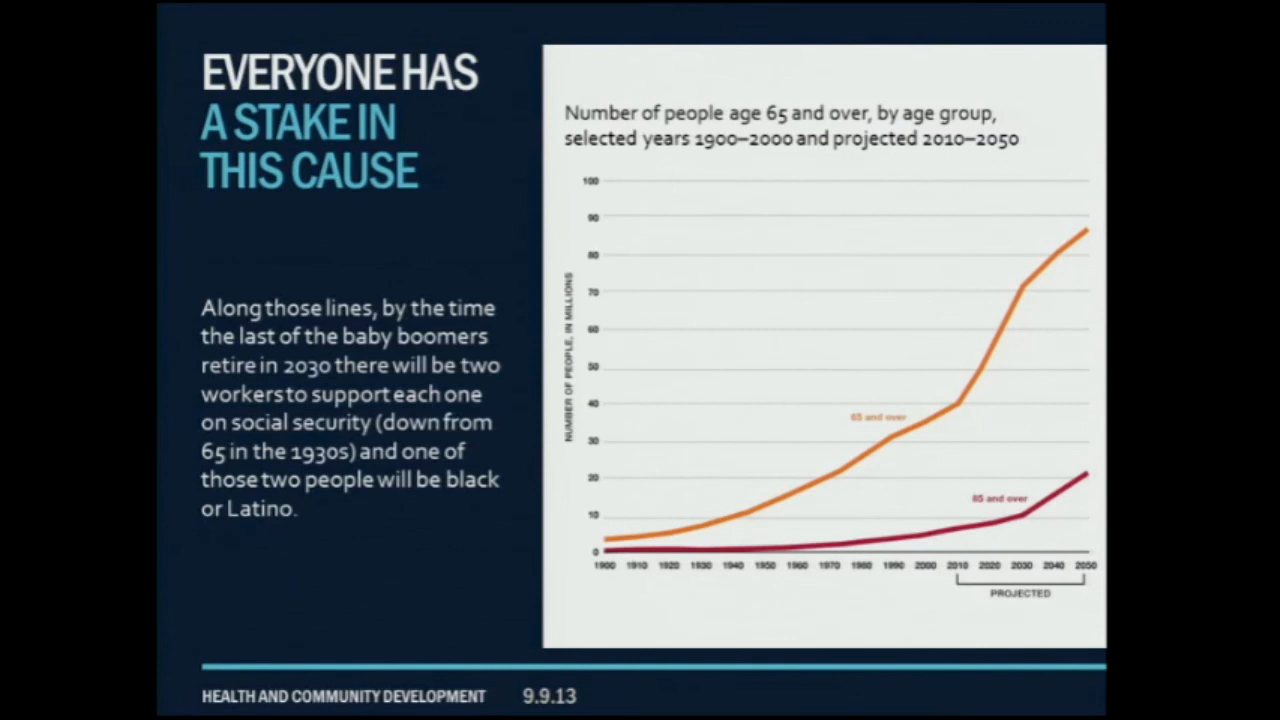 EVERYONE HAS
A STAKE IN
THIS CAUSE
Along those lines, by the time
the last of the baby boomers
retire in 2030 there will be two
workers to support each one
on social security (down from
65 in the 1930s) and one of
those two people will be black
or Latino.
Number of people age 65 and over, by age group,
selected years 1900–2000 and projected 2010–2050
NUMBER OF PEOPLE, IN MILLIONS
100
90
80
70
60
50
40
30
20
10
0
65 and over
85 and over
1900 1910 1920 1930 1940 1950 1960 1970 1980 1990 2000 2010 2020 2030 2040 2050
PROJECTED
HEALTH AND COMMUNITY DEVELOPMENT 9.9.13